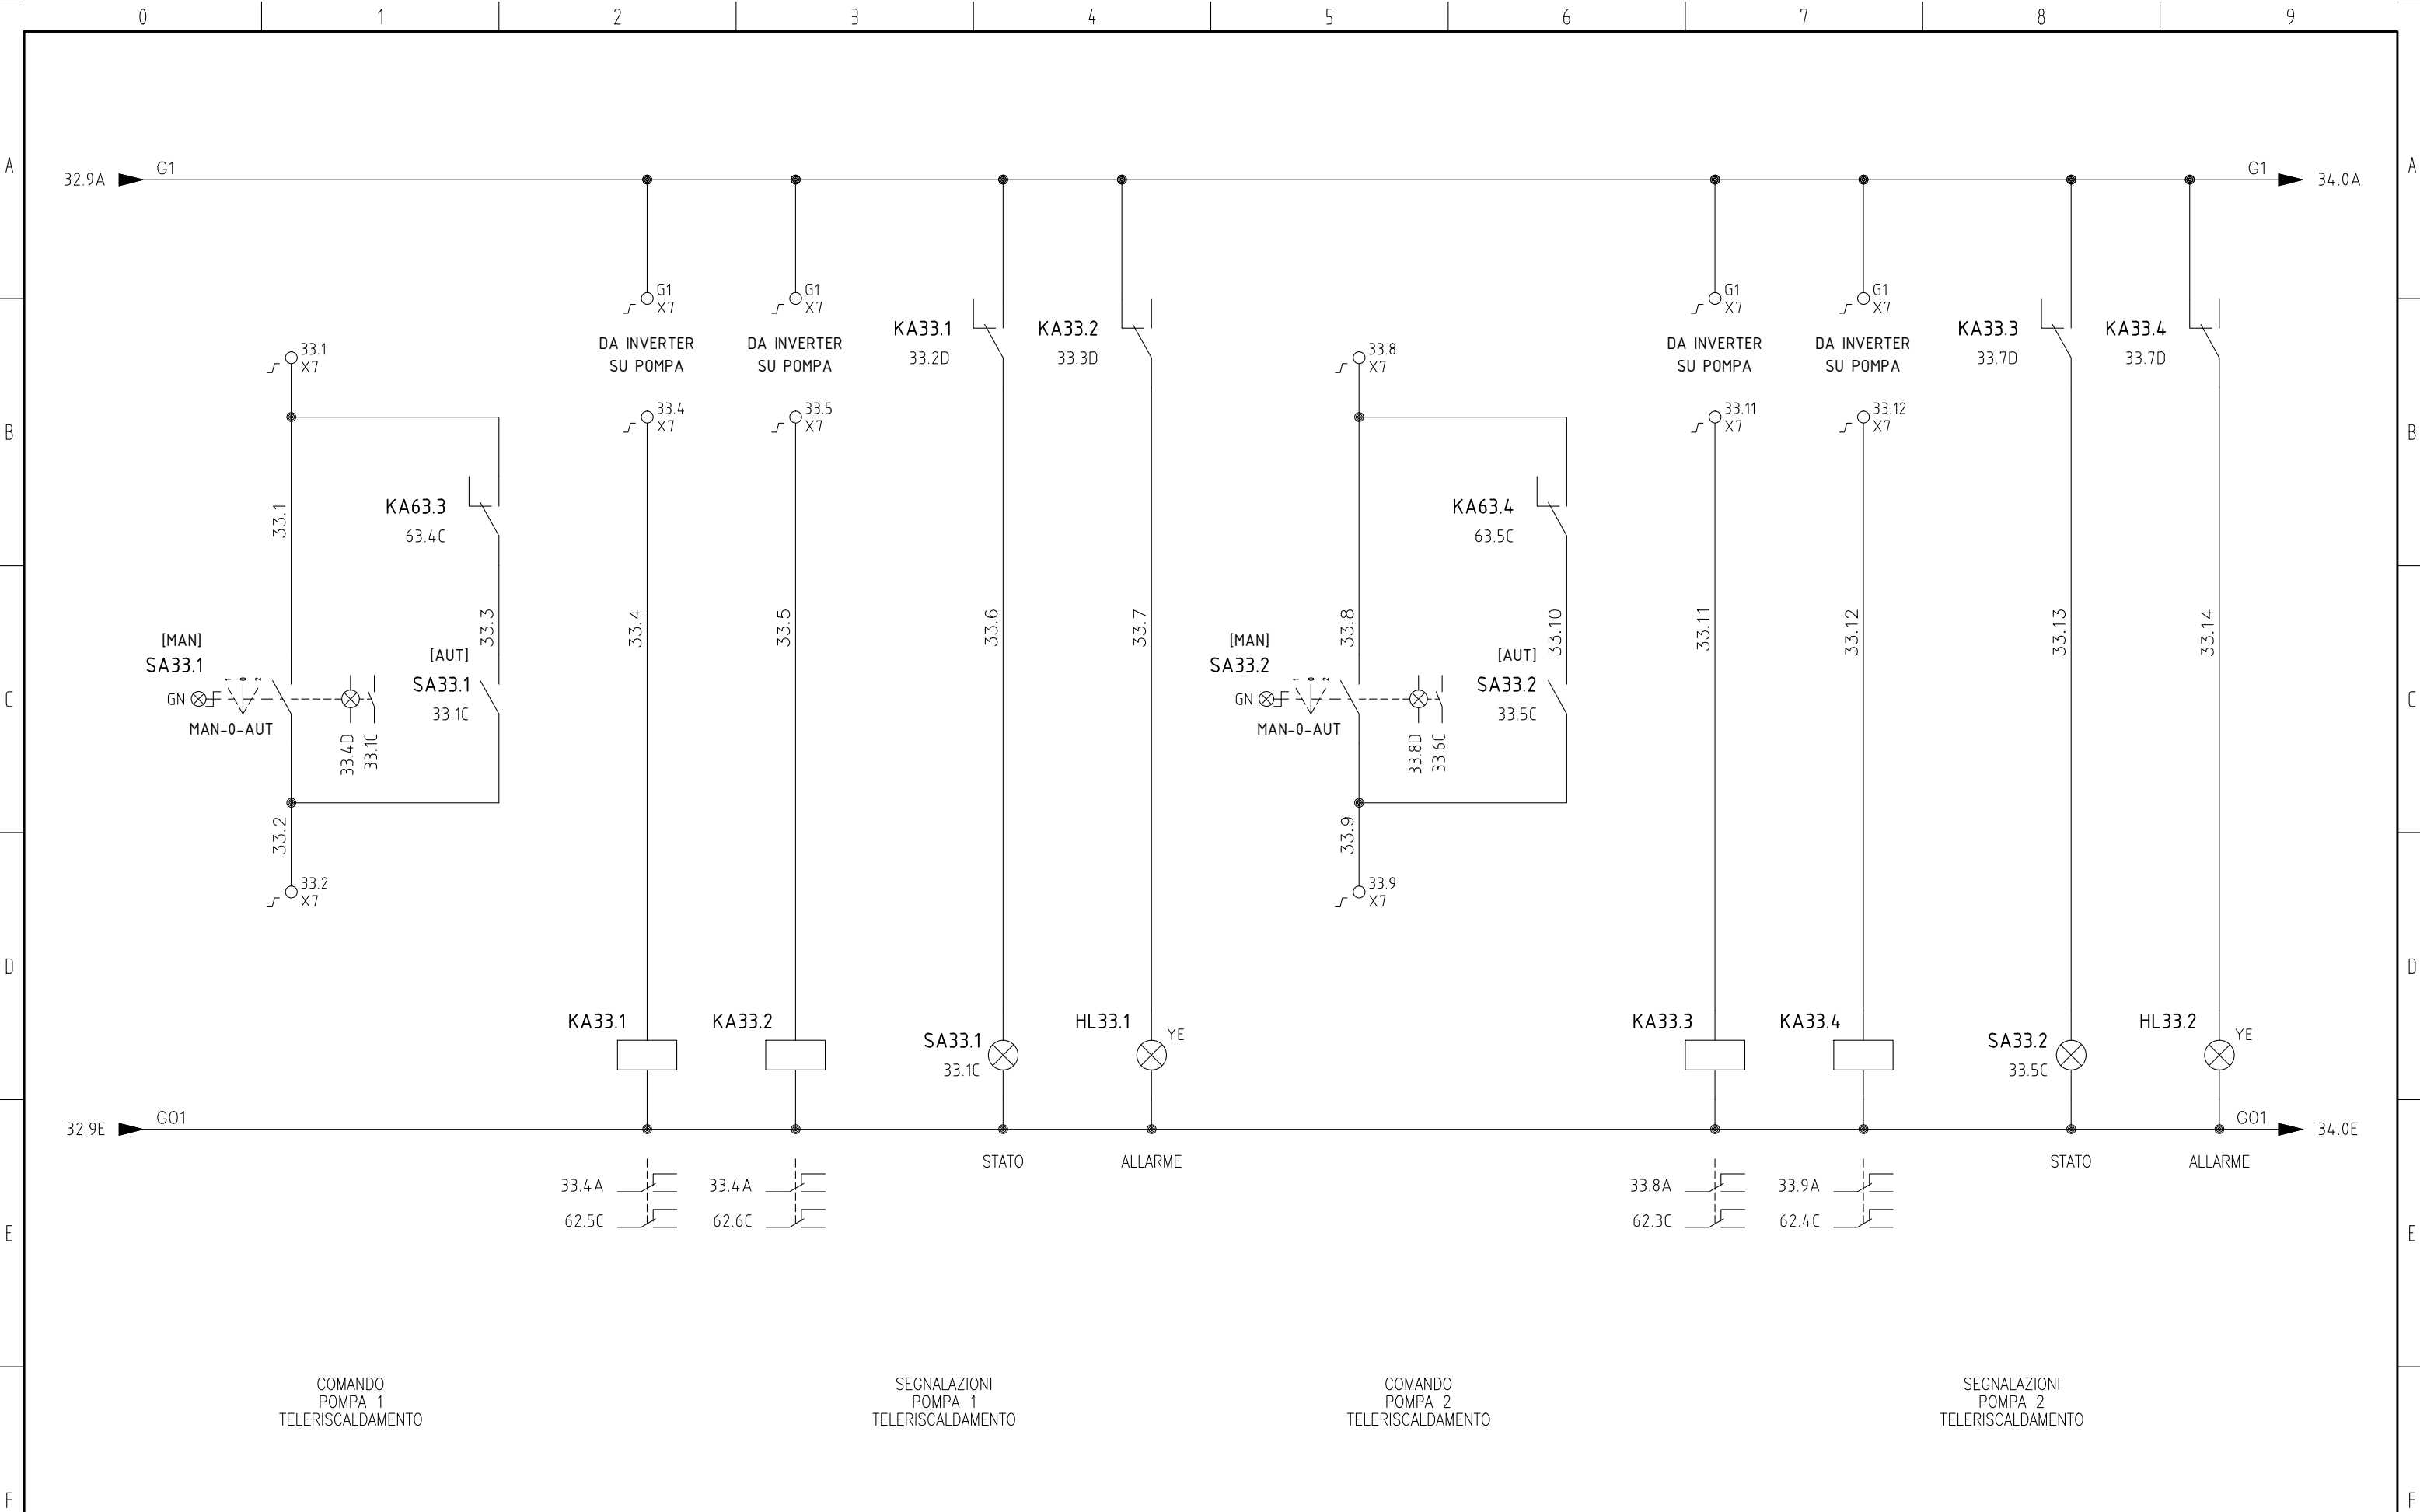 0 1 2 3 4 5 6 7 8 9
A A
32.9A G1 G1 34.0A
G1 X7
G1 X7
G1 X7
G1 X7
DA INVERTER
SU POMPA
DA INVERTER
SU POMPA
KA33.1
33.2D
KA33.2
33.3D
DA INVERTER
SU POMPA
DA INVERTER
SU POMPA
KA33.3
33.7D
KA33.4
33.7D
33.1
X7
33.8
X7
33.4
X7
33.5
X7
33.11
X7
33.12
X7
B B
33.1
KA63.3
63.4C
KA63.4
63.5C
33.3
33.4
33.5
33.6
33.7
33.8
33.10
33.11
33.12
33.13
33.14
[MAN]
SA33.1
GN
1 0 2
MAN-0-AUT
33.4D
33.1C
[AUT]
SA33.1
33.1C
[MAN]
SA33.2
GN
1 0 2
MAN-0-AUT
33.8D
33.6C
[AUT]
SA33.2
33.5C
C C
33.2
33.2
X7
33.9
33.9
X7
D D
KA33.1
KA33.2
SA33.1
33.1C
HL33.1
YE
KA33.3
KA33.4
SA33.2
33.5C
HL33.2
YE
32.9E G01 G01 34.0E
STATO
ALLARME
STATO
ALLARME
33.4A
62.5C
33.4A
62.6C
33.8A
62.3C
33.9A
62.4C
E E
COMANDO
POMPA 1
TELERISCALDAMENTO
SEGNALAZIONI
POMPA 1
TELERISCALDAMENTO
COMANDO
POMPA 2
TELERISCALDAMENTO
SEGNALAZIONI
POMPA 2
TELERISCALDAMENTO
F F